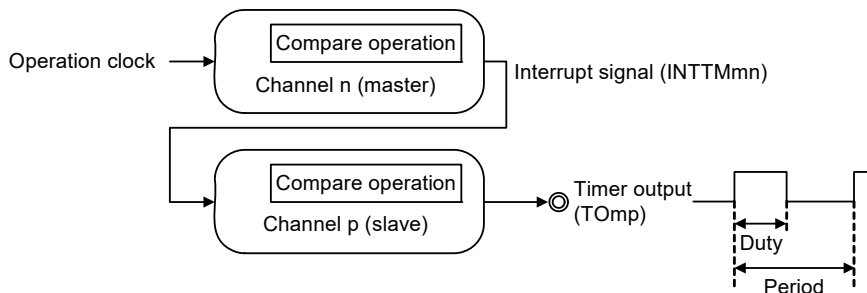 Compare operation
Operation clock
Channel n (master)
Interrupt signal (INTTMmn)
Compare operation
Channel p (slave)
Timer output
(TOmp)
Duty
Period